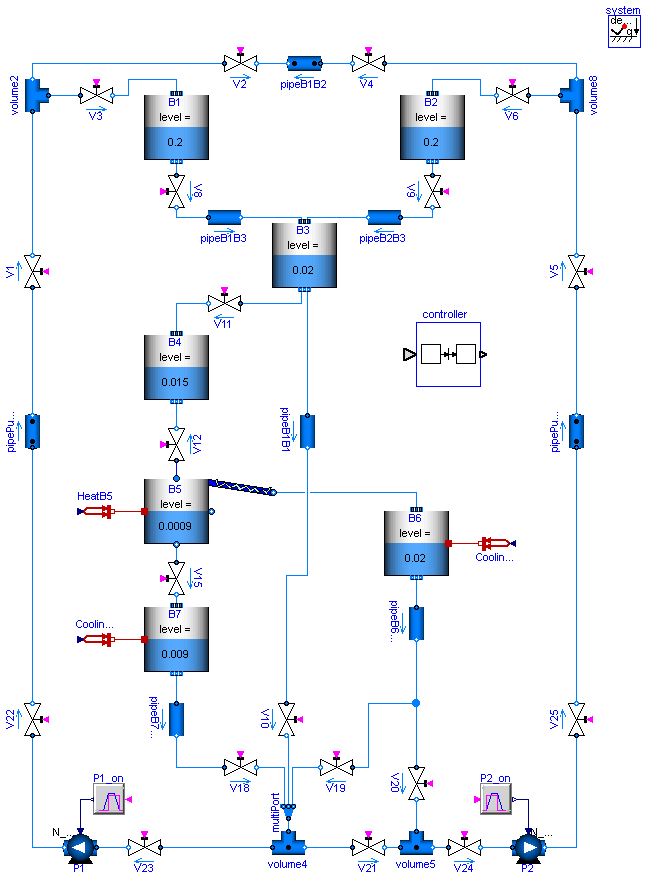 system
de...
g
volume2
V3
V2
pipeB1B2
V4
V6
volume8
B1
level =
0.2
B2
level =
0.2
V8
V9
pipeB1B3
pipeB2B3
B3
level =
0.02
V1
V5
V11
controller
B4
level =
0.015
pipePu...
pipeB1B1
pipePu...
V12
HeatB5
B5
level =
0.0009
B6
level =
0.02
Coolin...
V15
Coolin...
B7
level =
0.009
pipeB6...
pipeB7...
V22
V10
V25
V18
V19
V20
P1_on
P2_on
multiPort
N_...
P1
V23
volume4
V21
volume5
V24
N_...
P2